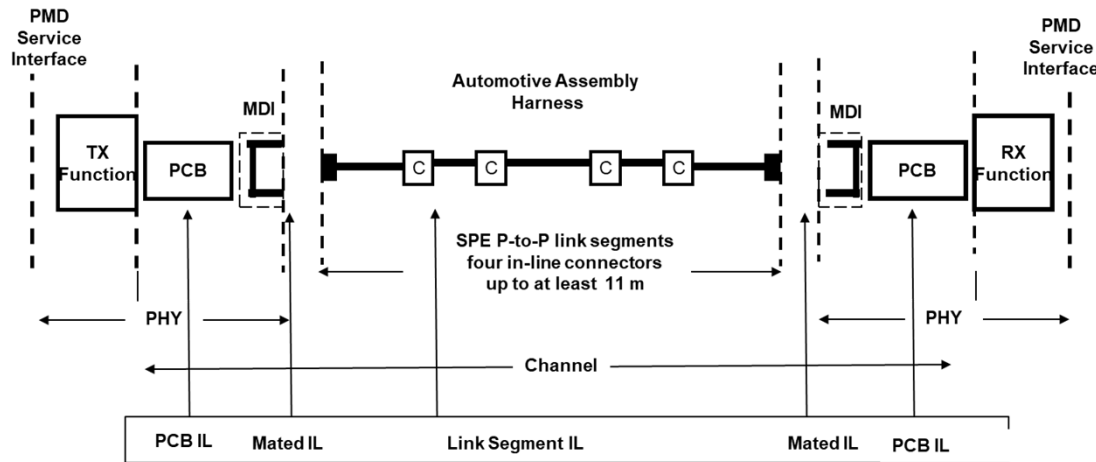 PMD
Service
Interface
PMD
Service
Interface
Automotive Assembly
Harness
MDI
MDI
TX
Function
PCB
C
C
C
C
PCB
RX
Function
SPE P-to-P link segments
four in-line connectors
up to at least 11 m
PHY
PHY
Channel
PCB IL
Mated IL
Link Segment IL
Mated IL
PCB IL